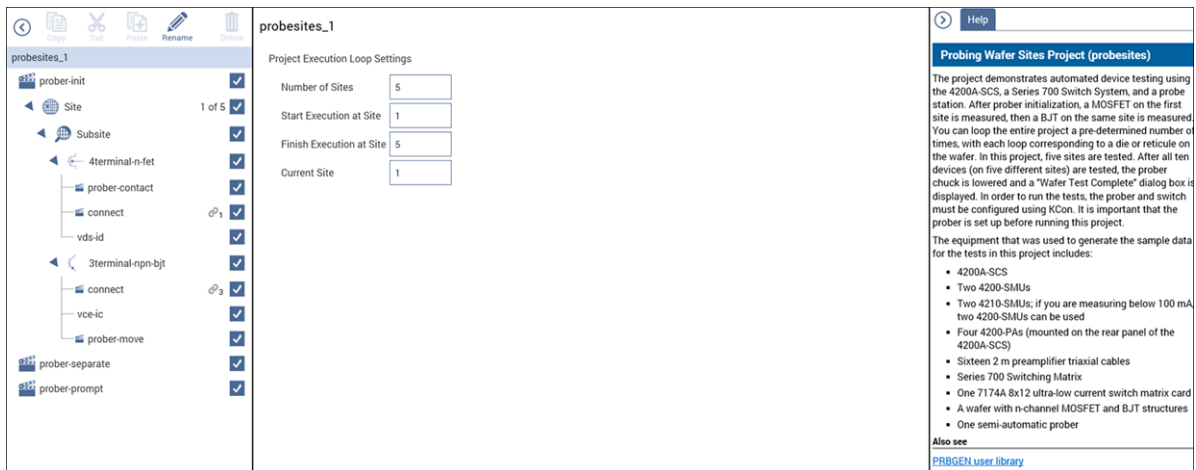 Copy Cut Paste Rename Delete
probesites_1
prober-init
Site 1 of 5
Subsite
4terminal-n-fet
prober-contact
connect 1
vds-id
3terminal-npn-bjt
connect 3
vce-ic
prober-move
prober-separate
prober-prompt
probesites_1
Project Execution Loop Settings
Number of Sites 5
Start Execution at Site 1
Finish Execution at Site 5
Current Site 1
Help
Probing Wafer Sites Project (probesites)
The project demonstrates automated device testing using
the 4200A-SCS, a Series 700 Switch System, and a probe
station. After prober initialization, a MOSFET on the first
site is measured, then a BJT on the same site is measured.
You can loop the entire project a pre-determined number of
times, with each loop corresponding to a die or reticule on
the wafer. In this project, five sites are tested. After all ten
devices (on five different sites) are tested, the prober
chuck is lowered and a "Wafer Test Complete" dialog box is
displayed. In order to run the tests, the prober and switch
must be configured using KCon. It is important that the
prober is set up before running this project.
The equipment that was used to generate the sample data
for the tests in this project includes:
▪ 4200A-SCS
▪ Two 4200-SMUs
▪ Two 4210-SMUs; if you are measuring below 100 mA,
two 4200-SMUs can be used
▪ Four 4200-PAs (mounted on the rear panel of the
4200A-SCS)
▪ Sixteen 2 m preamplifier triaxial cables
▪ Series 700 Switching Matrix
▪ One 7174A 8x12 ultra-low current switch matrix card
▪ A wafer with n-channel MOSFET and BJT structures
▪ One semi-automatic prober
Also see
PRBGEN user library